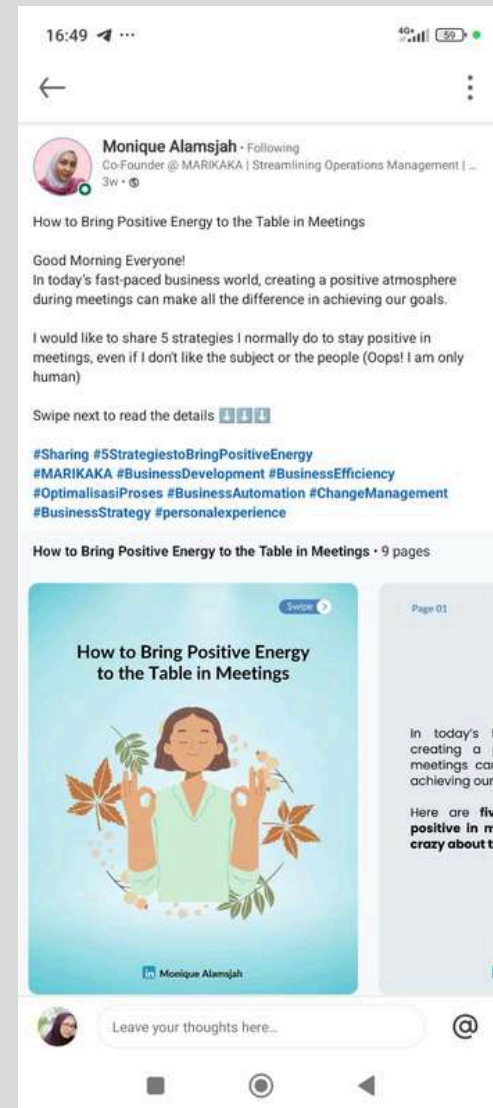 16:49
4G+
59
Monique Alamsjah • Following
Co-Founder @ MARIKAKA | Streamlining Operations Management | ...
3w •
How to Bring Positive Energy to the Table in Meetings
Good Morning Everyone!
In today's fast-paced business world, creating a positive atmosphere
during meetings can make all the difference in achieving our goals.
I would like to share 5 strategies I normally do to stay positive in
meetings, even if I don't like the subject or the people (Oops! I am only
human)
Swipe next to read the details ⬇️⬇️⬇️
#Sharing #5StrategiestoBringPositiveEnergy
#MARIKAKA #BusinessDevelopment #BusinessEfficiency
#OptimalisasiProses #BusinessAutomation #ChangeManagement
#BusinessStrategy #personalexperience
How to Bring Positive Energy to the Table in Meetings • 9 pages
Swipe
How to Bring Positive Energy
to the Table in Meetings
in Monique Alamsjah
Page 01
In today's
creating a
meetings
achieving our
Here are
positive in
crazy about
Leave your thoughts here...
@